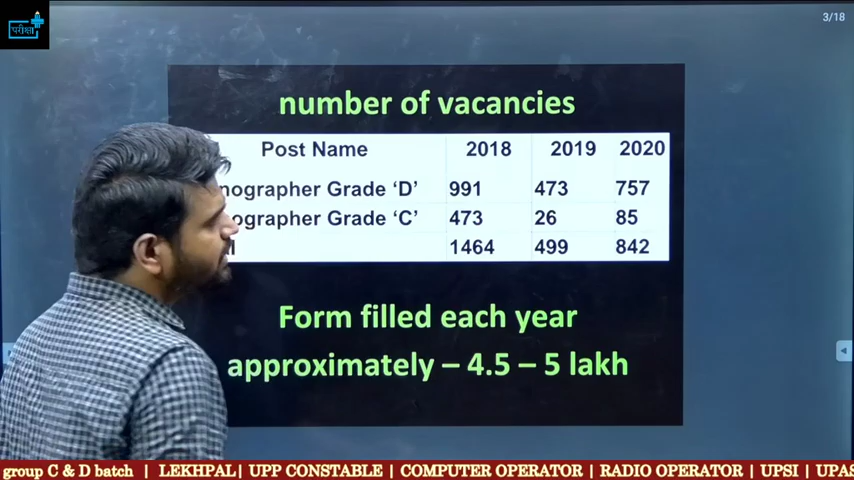 परीक्षा
3/18
number of vacancies
Post Name 2018 2019 2020
nographer Grade ‘D’ 991 473 757
ographer Grade ‘C’ 473 26 85
1464 499 842
Form filled each year
approximately – 4.5 – 5 lakh
group C & D batch | LEKHPAL| UPP CONSTABLE | COMPUTER OPERATOR | RADIO OPERATOR | UPSI | UPAS